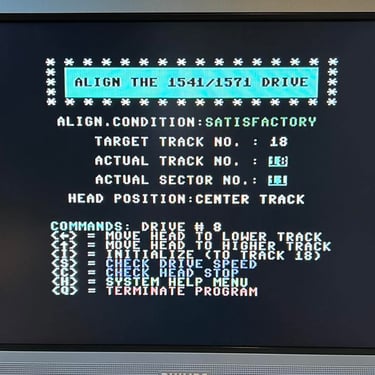 ALIGN THE 1541/1571 DRIVE
ALIGN.CONDITION:SATISFACTORY
TARGET TRACK NO. : 18
ACTUAL TRACK NO. : 18
ACTUAL SECTOR NO.:
HEAD POSITION:CENTER TRACK
COMMANDS: DRIVE # 8
<←> = MOVE HEAD TO LOWER TRACK
<↑> = MOVE HEAD TO HIGHER TRACK
<I> = INITIALIZE (TO TRACK 18)
<S> = CHECK DRIVE SPEED
<C> = CHECK HEAD STOP
<H> = SYSTEM HELP MENU
<Q> = TERMINATE PROGRAM
PHILIPS